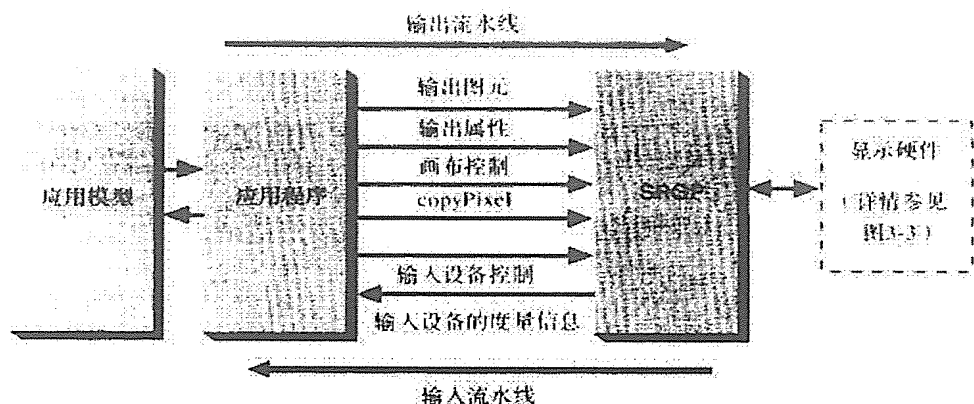 输出流水线
输出图元
输出属性
画布控制
copyPixel
应用模型
应用程序
SRGP
输入设备控制
输入设备的度量信息
显示硬件
(详情参见
图3-3)
输入流水线